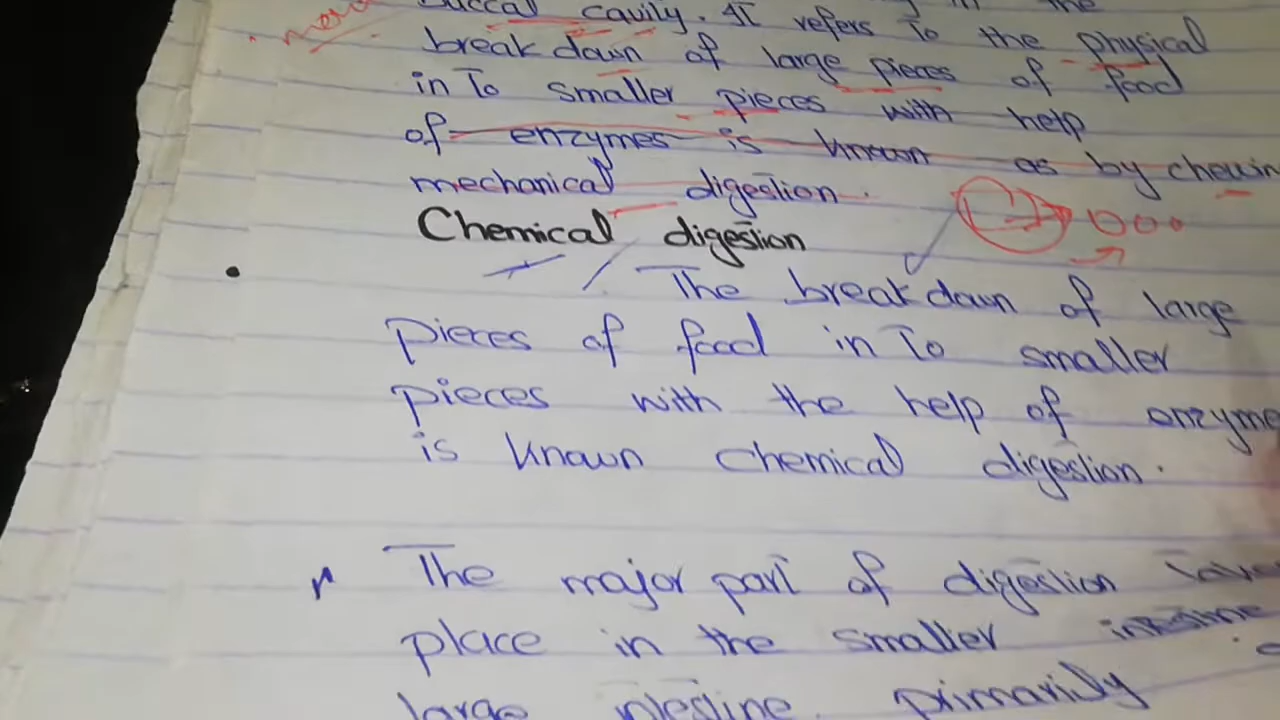 buccal cavity. It refers to the physical
break down of large pieces of food
in To smaller pieces with help
of enzymes is known as by chewin
mechanical digestion.
Chemical digestion
The break down of large
pieces of food in To smaller
pieces with the help of enzyme
is known chemical digestion.
The major part of digestion
place in the smaller intestine
large primarily